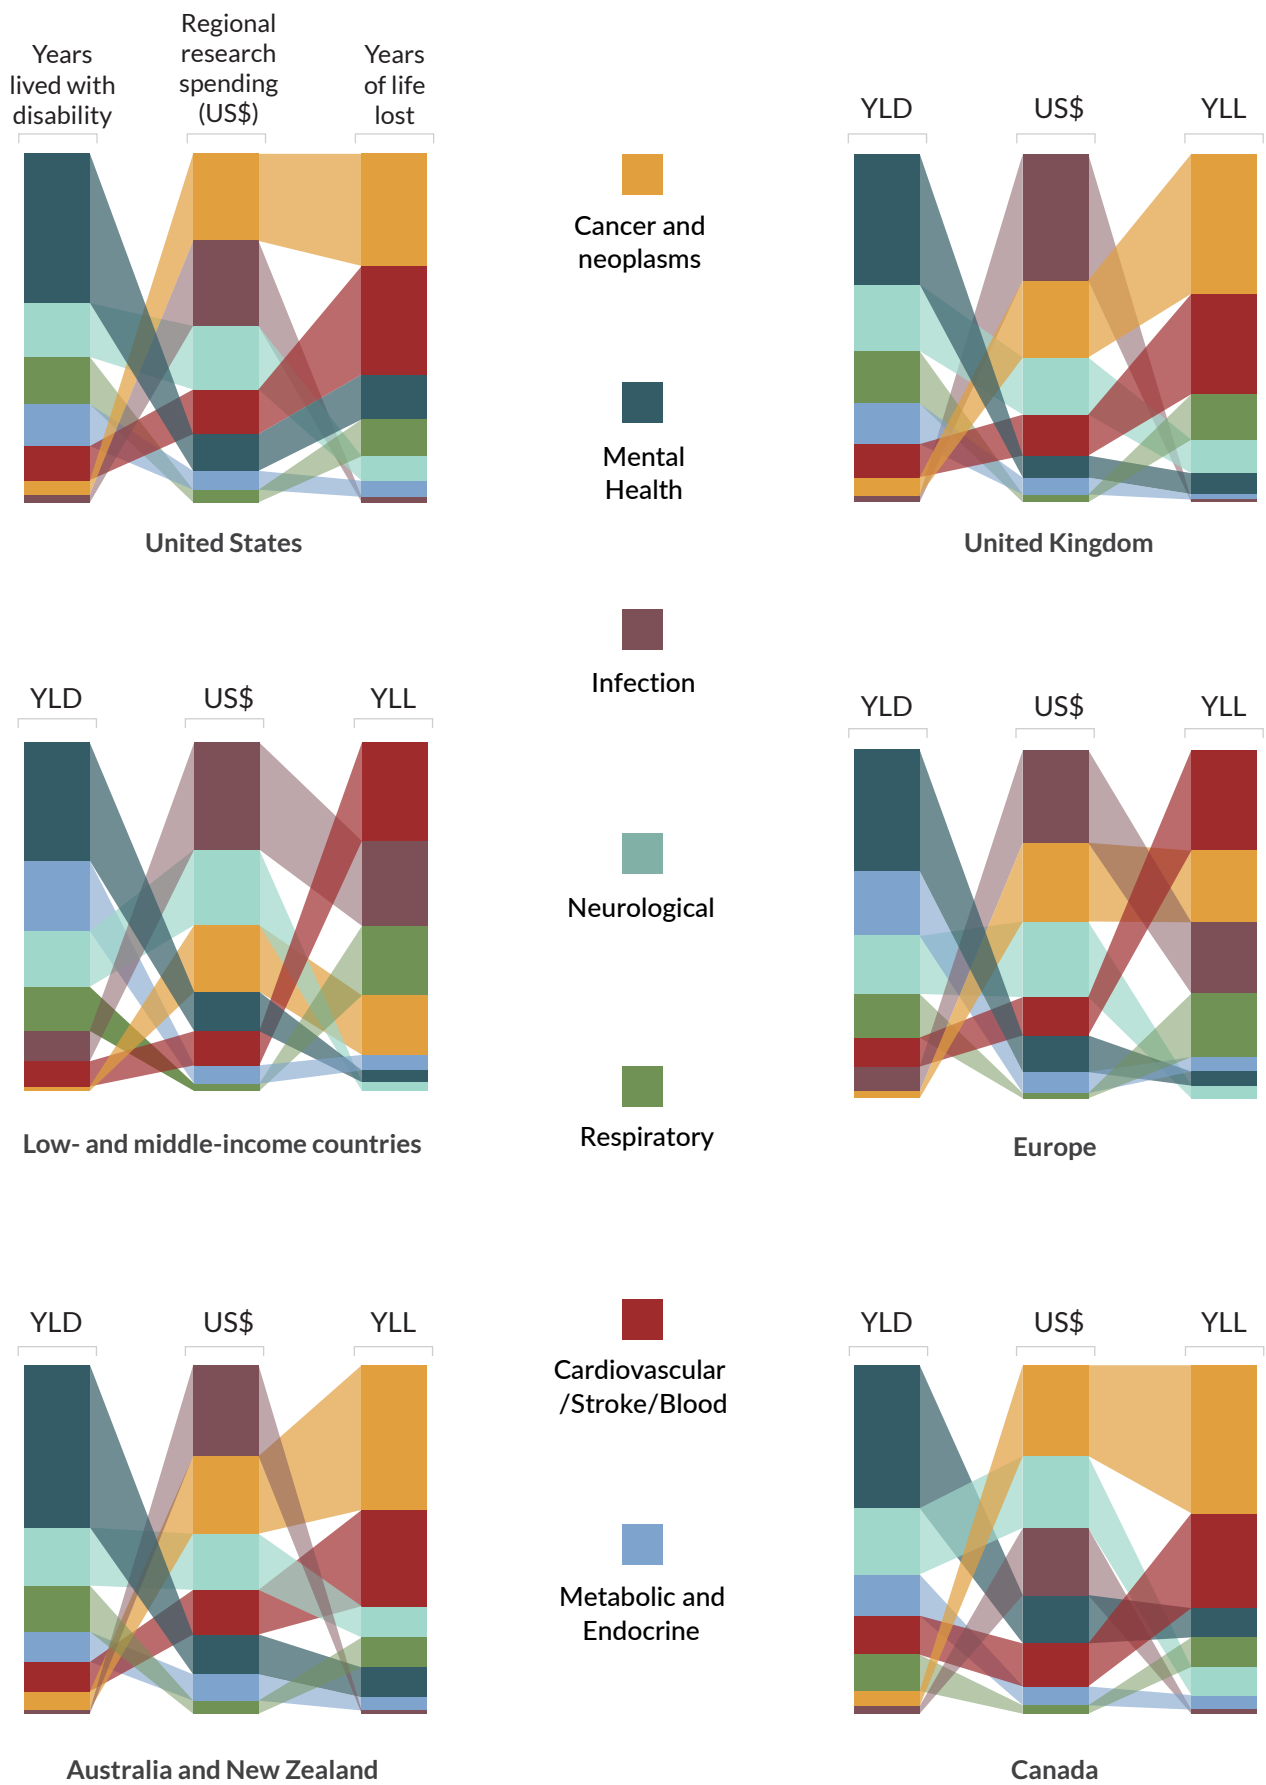 Years
lived with
disability
Regional
research
spending
(US$)
Years
of life
lost
United States
YLD
US$
YLL
United Kingdom
Cancer and
neoplasms
Mental
Health
Infection
Neurological
Respiratory
Cardiovascular
/Stroke/Blood
Metabolic and
Endocrine
YLD
US$
YLL
Low- and middle-income countries
YLD
US$
YLL
Europe
YLD
US$
YLL
Australia and New Zealand
YLD
US$
YLL
Canada